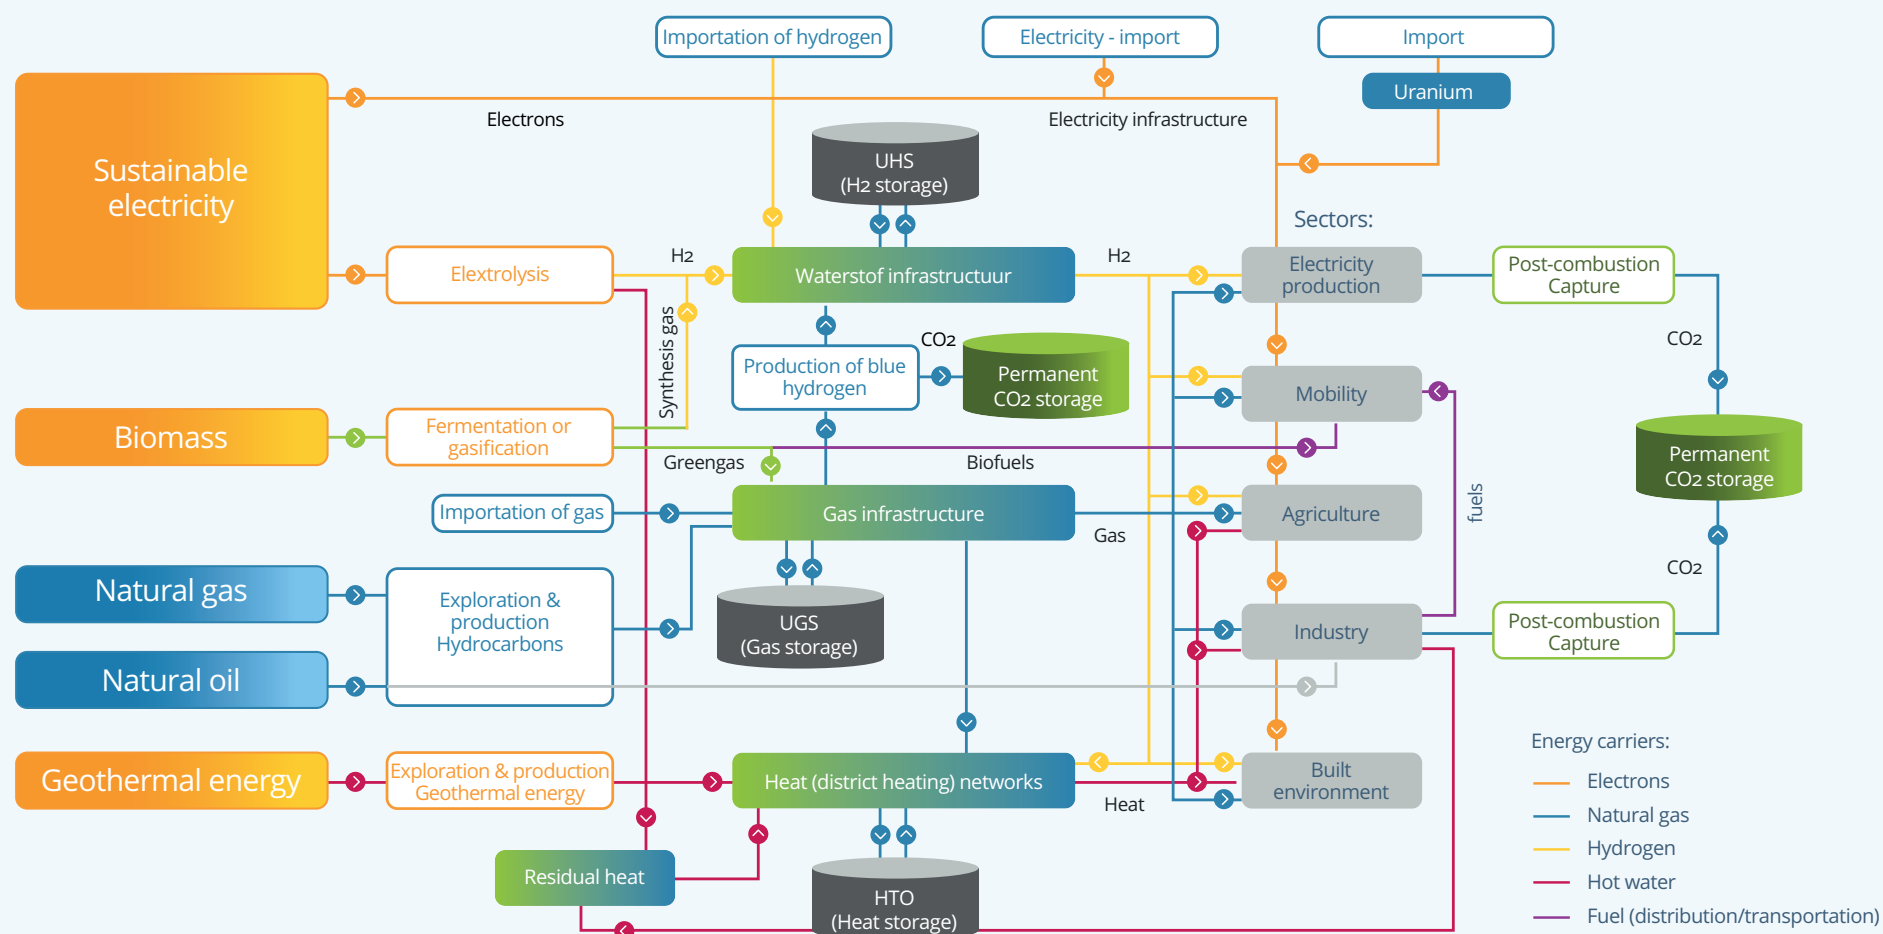 Importation of hydrogen
Electricity - import
Import
Uranium
Electrons
Electricity infrastructure
Sustainable
electricity
UHS
(H2 storage)
Sectors:
Elextrolysis
H2
Waterstof infrastructuur
H2
Electricity
production
Post-combustion
Capture
Synthesis gas
Production of blue
hydrogen
CO2
Permanent
CO2 storage
Mobility
CO2
Biomass
Fermentation or
gasification
Greengas
Biofuels
Permanent
CO2 storage
Importation of gas
Gas infrastructure
Gas
Agriculture
fuels
CO2
Natural gas
Exploration &
production
Hydrocarbons
UGS
(Gas storage)
Industry
Post-combustion
Capture
Natural oil
Geothermal energy
Exploration & production
Geothermal energy
Heat (district heating) networks
Heat
Built
environment
Residual heat
HTO
(Heat storage)
Energy carriers:
Electrons
Natural gas
Hydrogen
Hot water
Fuel (distribution/transportation)